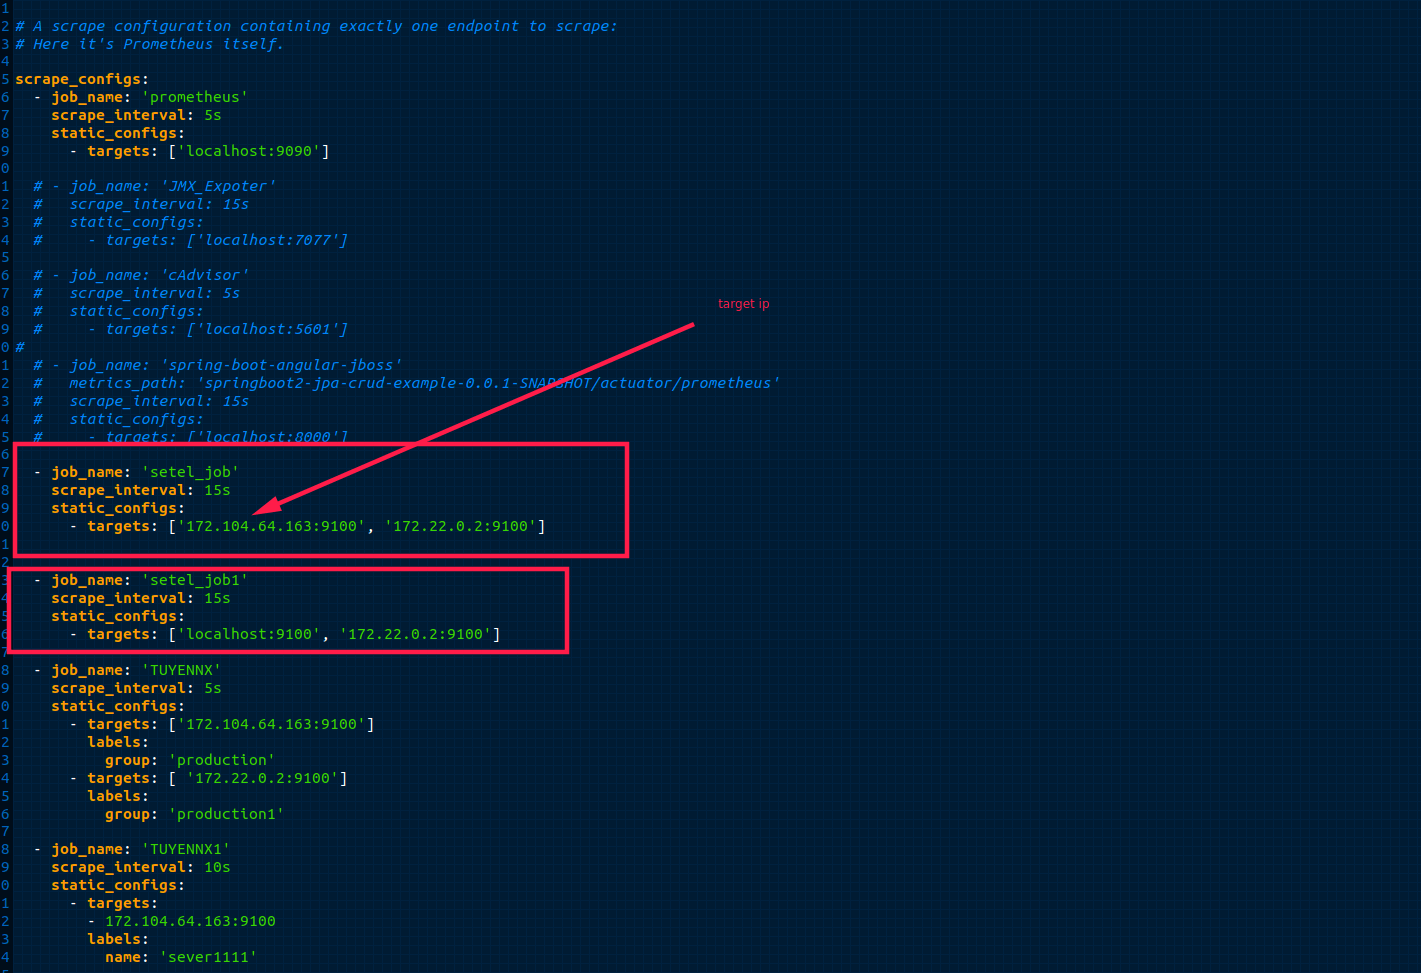 1
2 # A scrape configuration containing exactly one endpoint to scrape:
3 # Here it's Prometheus itself.
4
5 scrape_configs:
6   - job_name: 'prometheus'
7     scrape_interval: 5s
8     static_configs:
9       - targets: ['localhost:9090']
0
1   # - job_name: 'JMX_Expoter'
2   #   scrape_interval: 15s
3   #   static_configs:
4   #     - targets: ['localhost:7077']
5
6   # - job_name: 'cAdvisor'
7   #   scrape_interval: 5s
target ip
8   #   static_configs:
9   #     - targets: ['localhost:5601']
0 #
1   # - job_name: 'spring-boot-angular-jboss'
2   #   metrics_path: 'springboot2-jpa-crud-example-0.0.1-SNAPSHOT/actuator/prometheus'
3   #   scrape_interval: 15s
4   #   static_configs:
5   #     - targets: ['localhost:8000']
6
7   - job_name: 'setel_job'
8     scrape_interval: 15s
9     static_configs:
0       - targets: ['172.104.64.163:9100', '172.22.0.2:9100']
1
2
3   - job_name: 'setel_job1'
4     scrape_interval: 15s
5     static_configs:
6       - targets: ['localhost:9100', '172.22.0.2:9100']
7
8   - job_name: 'TUYENNX'
9     scrape_interval: 5s
0     static_configs:
1       - targets: ['172.104.64.163:9100']
2         labels:
3           group: 'production'
4       - targets: [ '172.22.0.2:9100']
5         labels:
6           group: 'production1'
7
8   - job_name: 'TUYENNX1'
9     scrape_interval: 10s
0     static_configs:
1       - targets:
2         - 172.104.64.163:9100
3         labels:
4           name: 'sever1111'